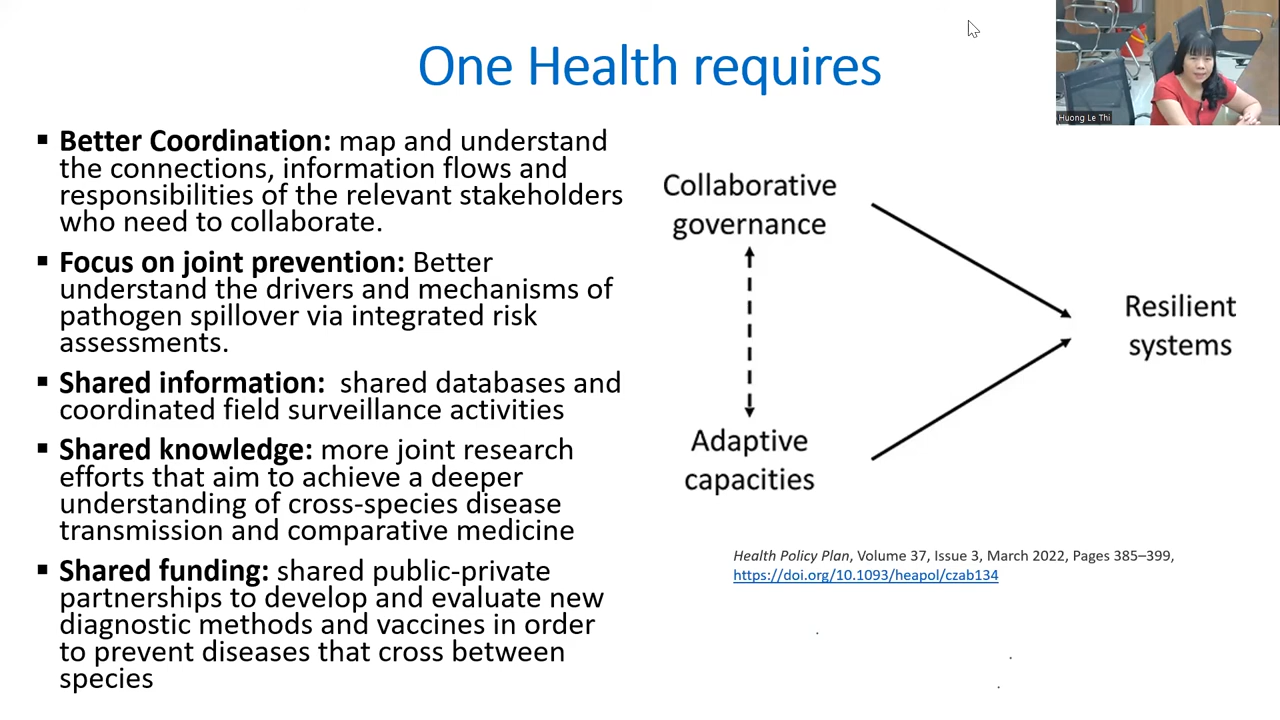 One Health requires
Huong Le Thi
▪ Better Coordination: map and understand
the connections, information flows and
responsibilities of the relevant stakeholders
who need to collaborate.
▪ Focus on joint prevention: Better
understand the drivers and mechanisms of
pathogen spillover via integrated risk
assessments.
▪ Shared information:  shared databases and
coordinated field surveillance activities
▪ Shared knowledge: more joint research
efforts that aim to achieve a deeper
understanding of cross-species disease
transmission and comparative medicine
▪ Shared funding: shared public-private
partnerships to develop and evaluate new
diagnostic methods and vaccines in order
to prevent diseases that cross between
species
Collaborative
governance
Adaptive
capacities
Resilient
systems
Health Policy Plan, Volume 37, Issue 3, March 2022, Pages 385–399,
https://doi.org/10.1093/heapol/czab134